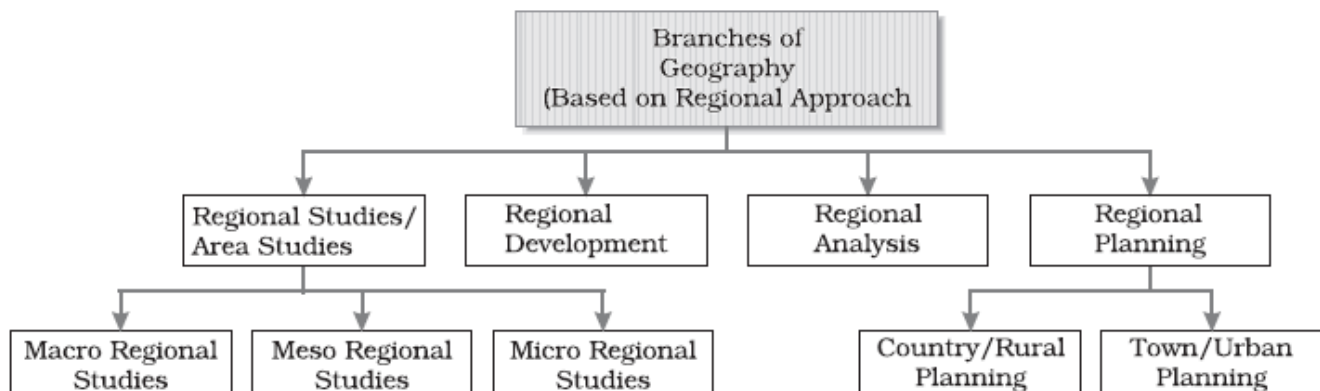 Branches of
Geography
(Based on Regional Approach
Regional Studies/
Area Studies
Regional
Development
Regional
Analysis
Regional
Planning
Macro Regional
Studies
Meso Regional
Studies
Micro Regional
Studies
Country/Rural
Planning
Town/Urban
Planning